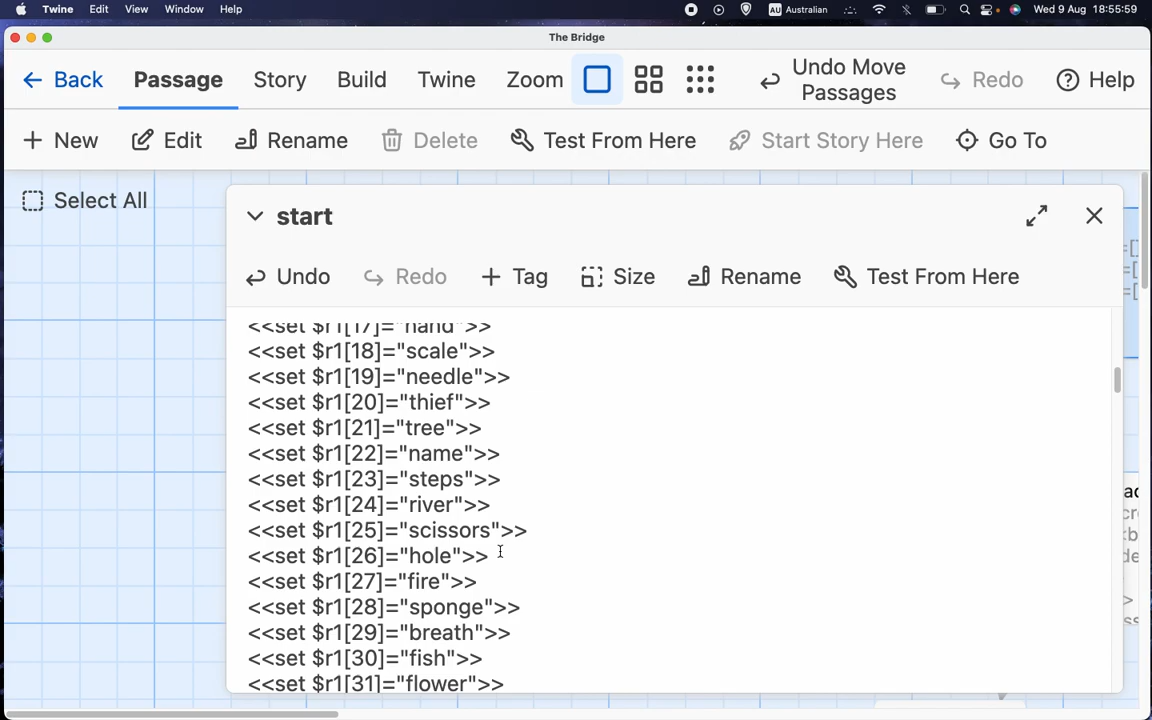 Twine Edit View Window Help AU Australian Wed 9 Aug 18:55:59
The Bridge
Back Passage Story Build Twine Zoom Undo Move Passages Redo Help
New Edit Rename Delete Test From Here Start Story Here Go To
Select All
start
Undo Redo Tag Size Rename Test From Here
<<set $r1[17]="hand">>
<<set $r1[18]="scale">>
<<set $r1[19]="needle">>
<<set $r1[20]="thief">>
<<set $r1[21]="tree">>
<<set $r1[22]="name">>
<<set $r1[23]="steps">>
<<set $r1[24]="river">>
<<set $r1[25]="scissors">>
<<set $r1[26]="hole">>
<<set $r1[27]="fire">>
<<set $r1[28]="sponge">>
<<set $r1[29]="breath">>
<<set $r1[30]="fish">>
<<set $r1[31]="flower">>